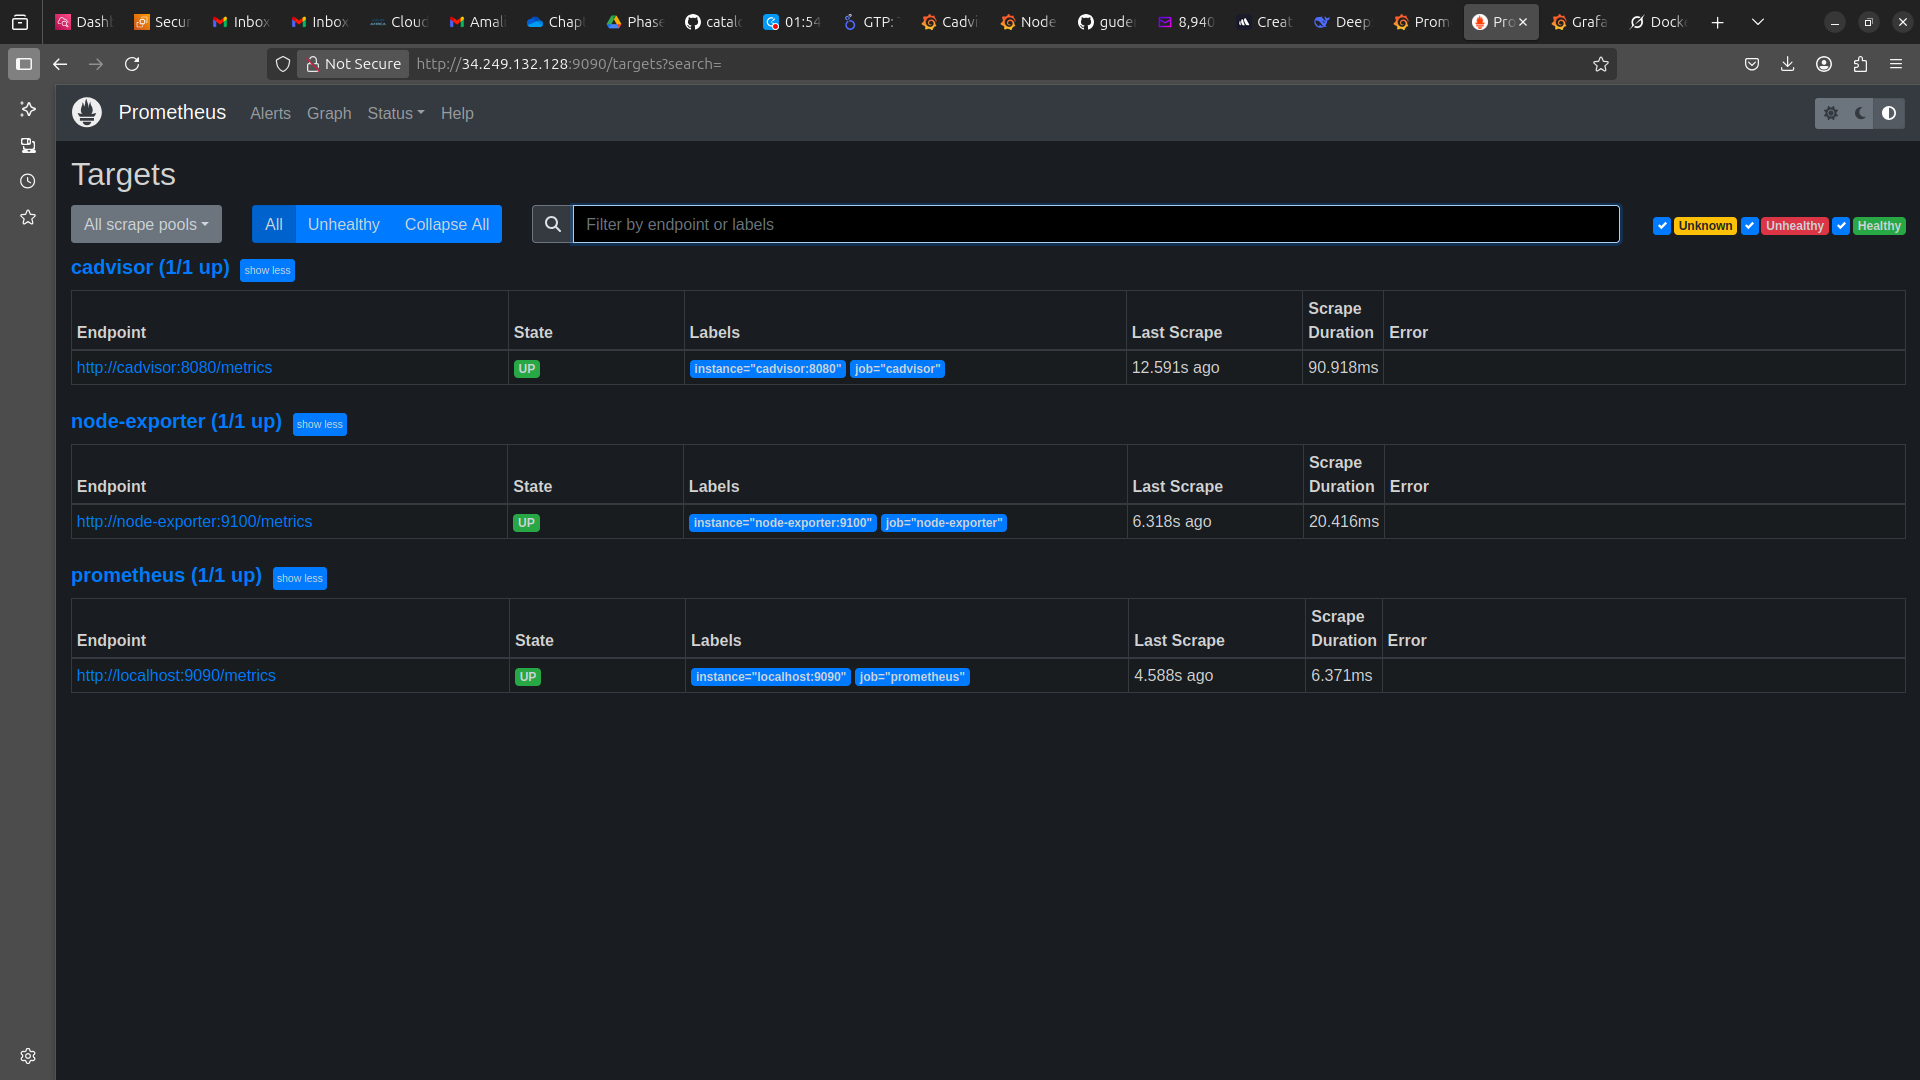 Dashb Secur Inbox Inbox Cloud Amali Chapt Phase catalo 01:54 GTP: Cadvi Node gude 8,940 Creat Deep Prom Pro Grafa Docke
Not Secure http://34.249.132.128:9090/targets?search=
Prometheus Alerts Graph Status Help
Targets
All scrape pools All Unhealthy Collapse All Filter by endpoint or labels Unknown Unhealthy Healthy
cadvisor (1/1 up) show less
Endpoint State Labels Last Scrape Scrape Duration Error
http://cadvisor:8080/metrics UP instance="cadvisor:8080" job="cadvisor" 12.591s ago 90.918ms
node-exporter (1/1 up) show less
Endpoint State Labels Last Scrape Scrape Duration Error
http://node-exporter:9100/metrics UP instance="node-exporter:9100" job="node-exporter" 6.318s ago 20.416ms
prometheus (1/1 up) show less
Endpoint State Labels Last Scrape Scrape Duration Error
http://localhost:9090/metrics UP instance="localhost:9090" job="prometheus" 4.588s ago 6.371ms